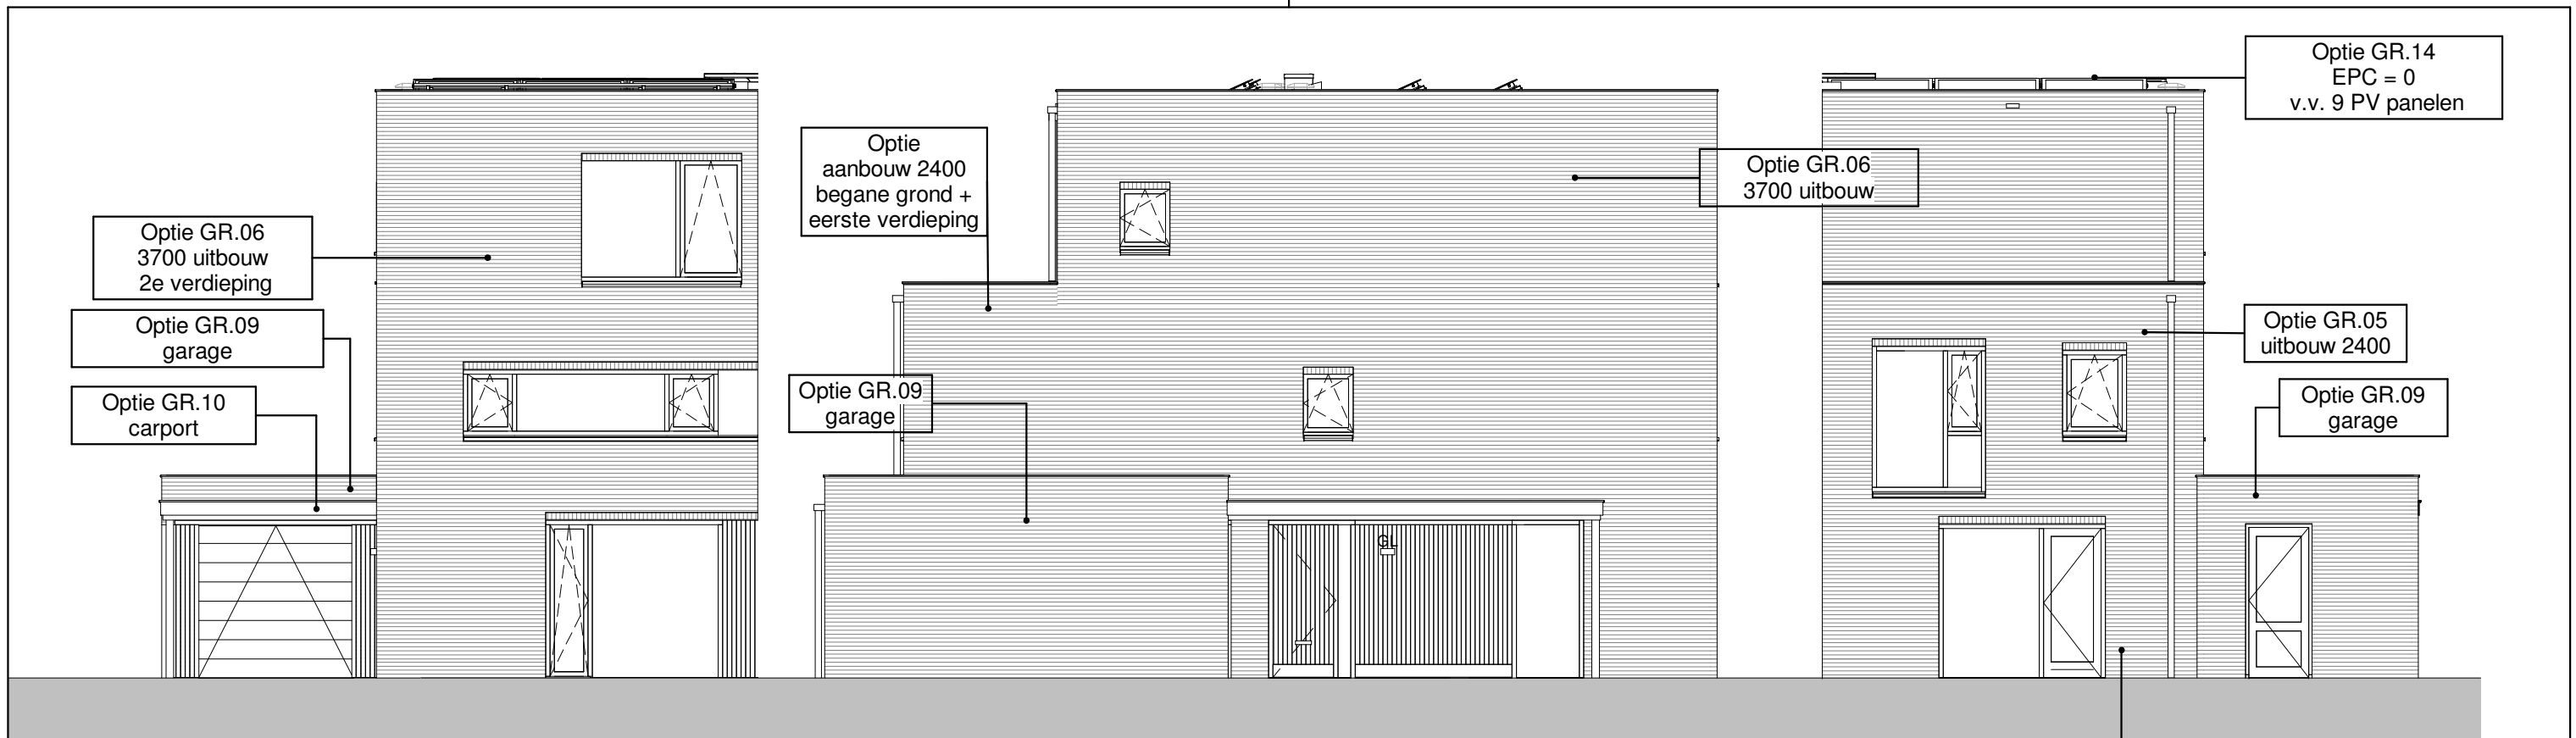 Optie GR.14
EPC = 0
v.v. 9 PV panelen
Optie
aanbouw 2400
begane grond +
eerste verdieping
Optie GR.06
3700 uitbouw
Optie GR.06
3700 uitbouw
2e verdieping
Optie GR.09
garage
Optie GR.05
uitbouw 2400
Optie GR.10
carport
Optie GR.09
garage
Optie GR.09
garage
GL